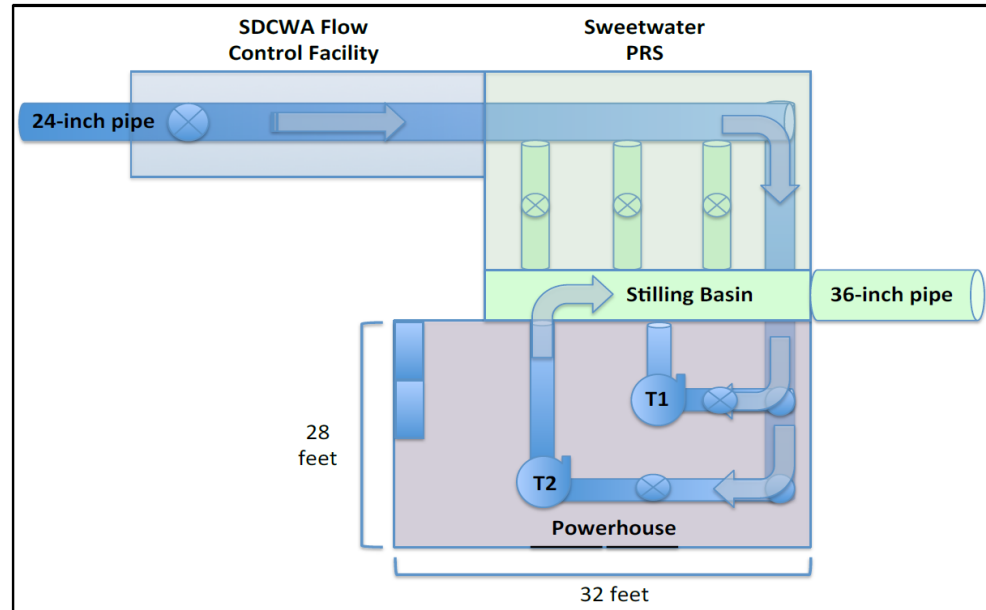 SDCWA Flow
Control Facility
Sweetwater
PRS
24-inch pipe
Stilling Basin
36-inch pipe
T1
28
feet
T2
Powerhouse
32 feet